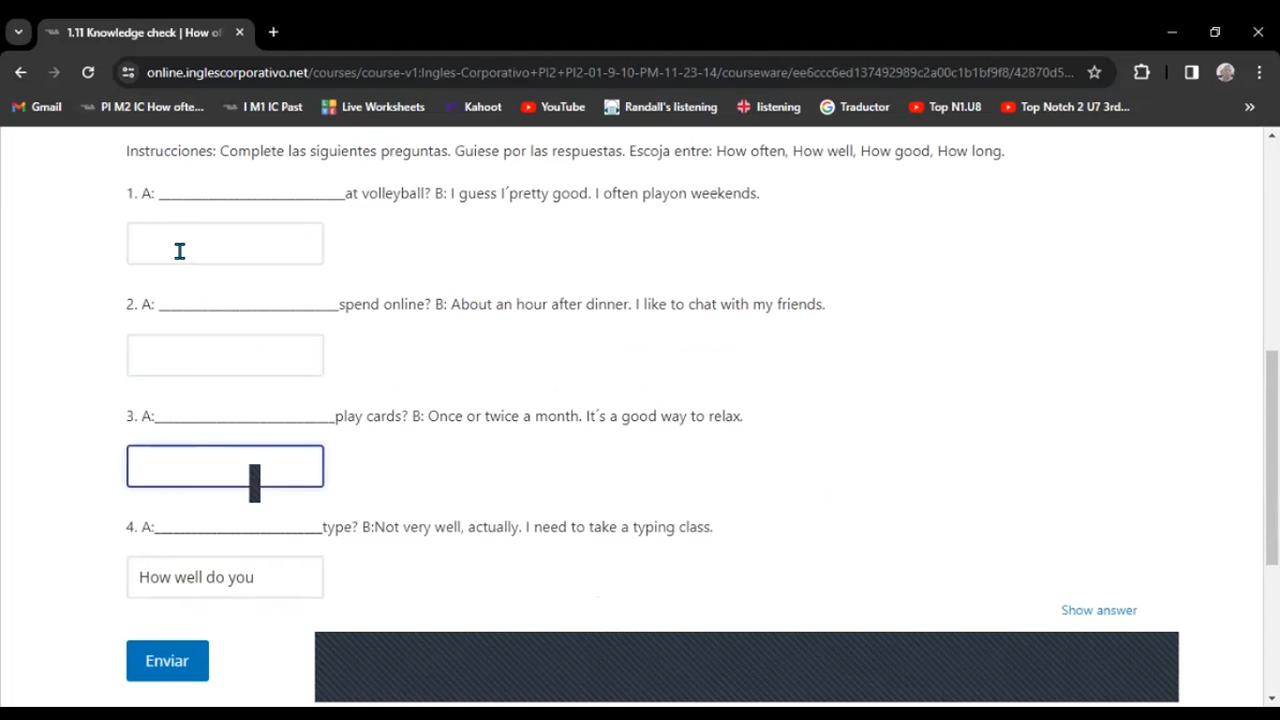 1.11 Knowledge check | How of
online.inglescorporativo.net/courses/course-v1:Ingles-Corporativo+PI2+PI2-01-9-10-PM-11-23-14/courseware/ee6ccc6ed137492989c2a00c1b1bf9f8/42870d5...
Gmail PI M2 IC How ofte... I M1 IC Past Live Worksheets Kahoot YouTube Randall's listening listening Traductor Top N1.U8 Top Notch 2 U7 3rd... »
Instrucciones: Complete las siguientes preguntas. Guiese por las respuestas. Escoja entre: How often, How well, How good, How long.
1. A: ________________________at volleyball? B: I guess I´pretty good. I often playon weekends.
2. A: ________________________spend online? B: About an hour after dinner. I like to chat with my friends.
3. A:________________________play cards? B: Once or twice a month. It´s a good way to relax.
4. A:________________________type? B:Not very well, actually. I need to take a typing class.
How well do you
Show answer
Enviar